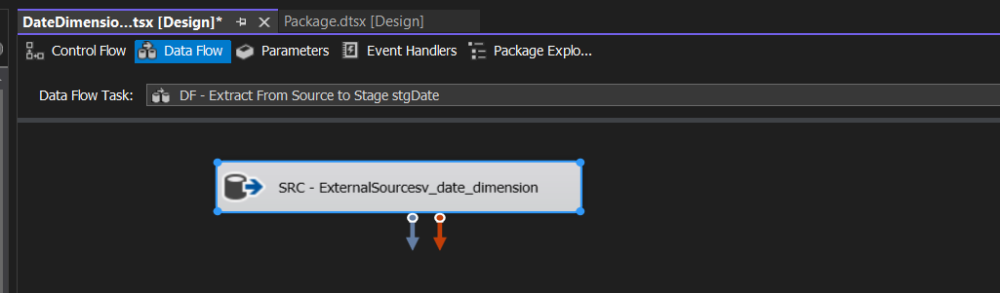 DateDimensio...tsx [Design]* Package.dtsx [Design]
Control Flow Data Flow Parameters Event Handlers Package Explo...
Data Flow Task: DF - Extract From Source to Stage stgDate
SRC - ExternalSourcesv_date_dimension